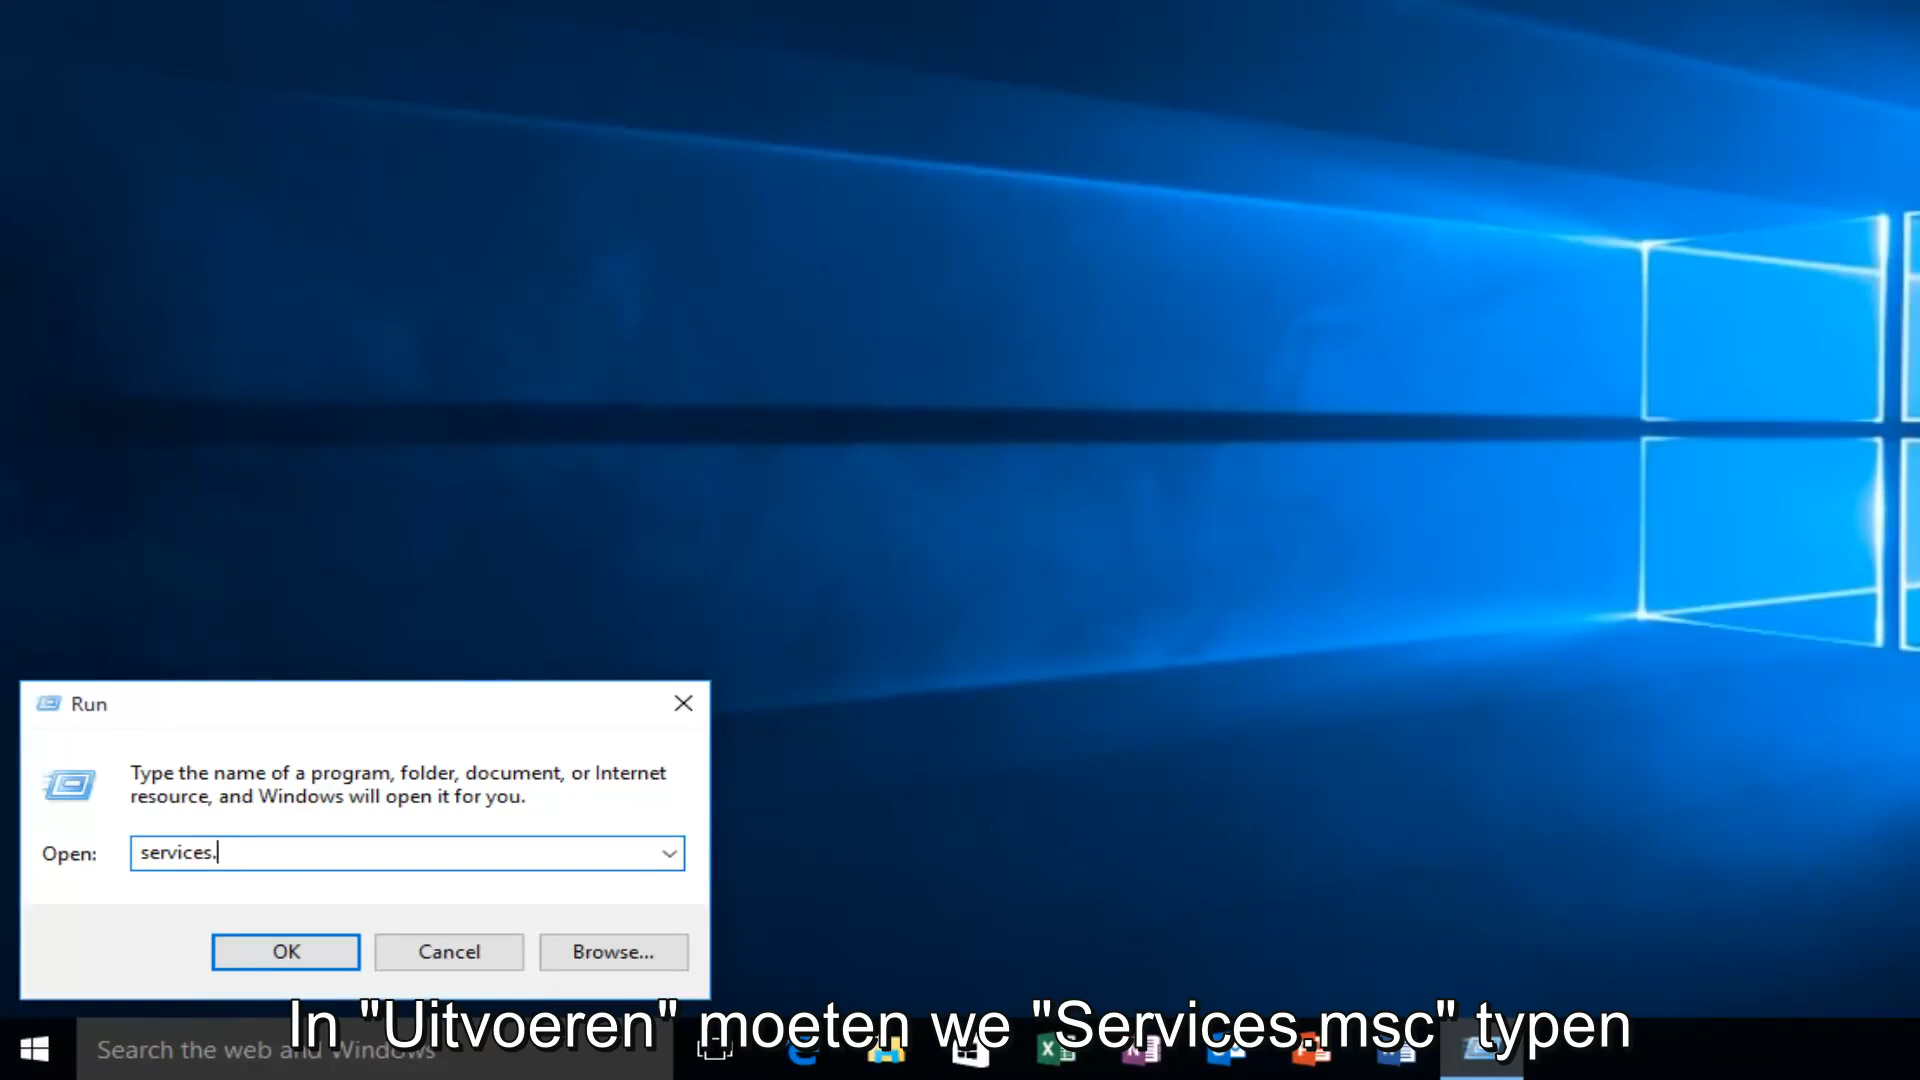 Run
Type the name of a program, folder, document, or Internet
resource, and Windows will open it for you.
Open:
services.
OK
Cancel
Browse...
In "Uitvoeren" moeten we "Services.msc" typen
Search the web and Windows